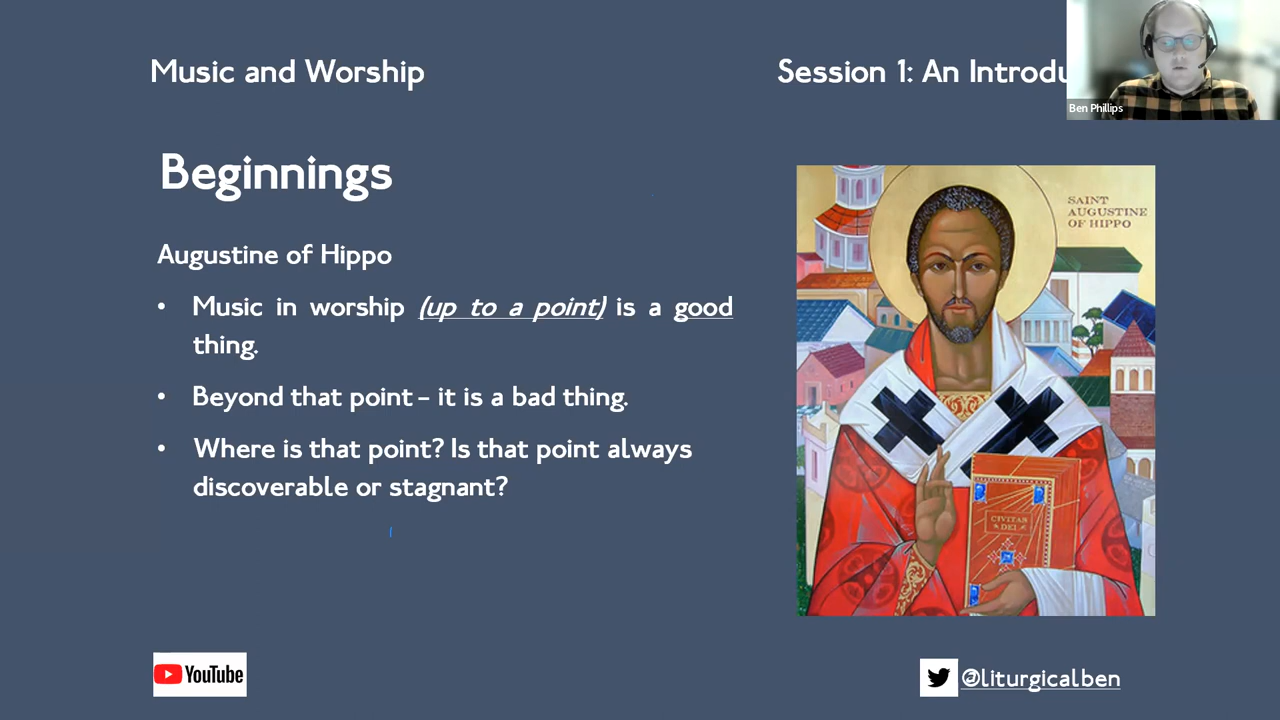 Music and Worship
Session 1: An Introdu
Ben Phillips
Beginnings
Augustine of Hippo
• Music in worship (up to a point) is a good
thing.
• Beyond that point – it is a bad thing.
• Where is that point? Is that point always
discoverable or stagnant?
SAINT
AUGUSTINE
OF HIPPO
CIVITAS
DEI
YouTube
@liturgicalben